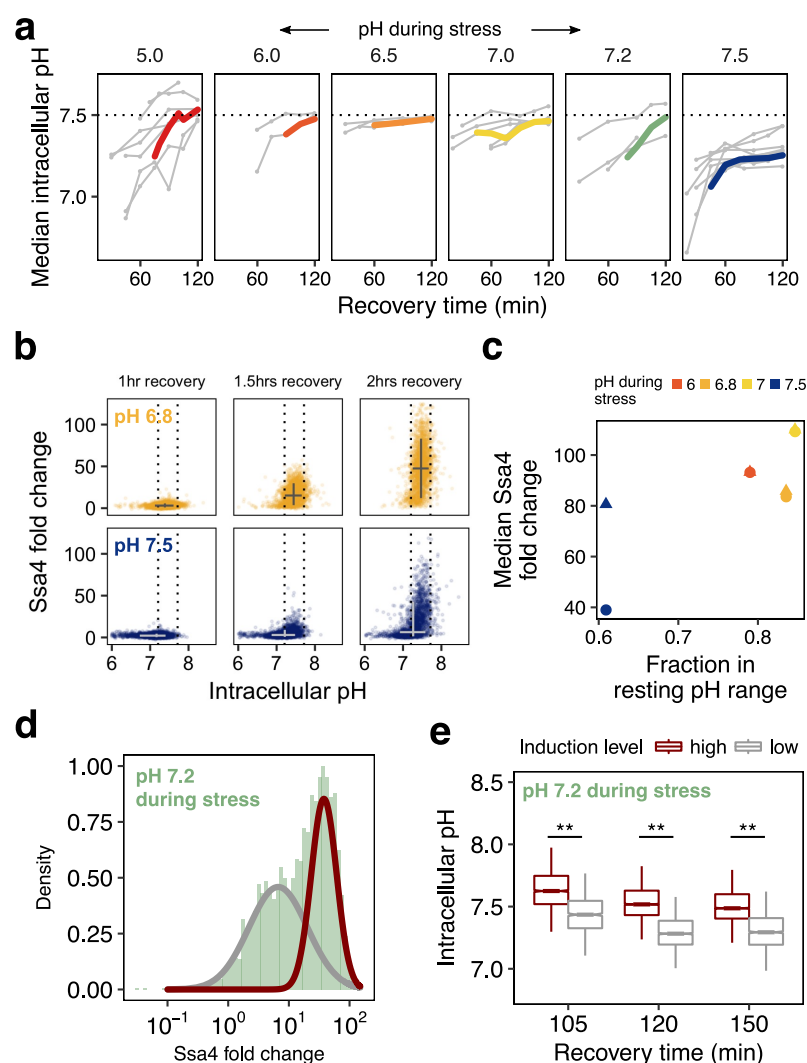 a
pH during stress
5.0 6.0 6.5 7.0 7.2 7.5
Median intracellular pH
7.5
7.0
60 120 60 120 60 120 60 120 60 120 60 120
Recovery time (min)
b
1hr recovery 1.5hrs recovery 2hrs recovery
Ssa4 fold change
pH 6.8
100
50
0
pH 7.5
100
50
0
6 7 8 6 7 8 6 7 8
Intracellular pH
c
pH during
stress
6 6.8 7 7.5
Median Ssa4
fold change
100
80
60
40
0.6 0.7 0.8
Fraction in
resting pH range
d
pH 7.2
during stress
Density
1.00
0.75
0.50
0.25
0.00
10⁻¹ 10⁰ 10¹ 10²
Ssa4 fold change
e
Induction level high low
pH 7.2 during stress
Intracellular pH
8.5
8.0
7.5
7.0
** ** **
105 120 150
Recovery time (min)